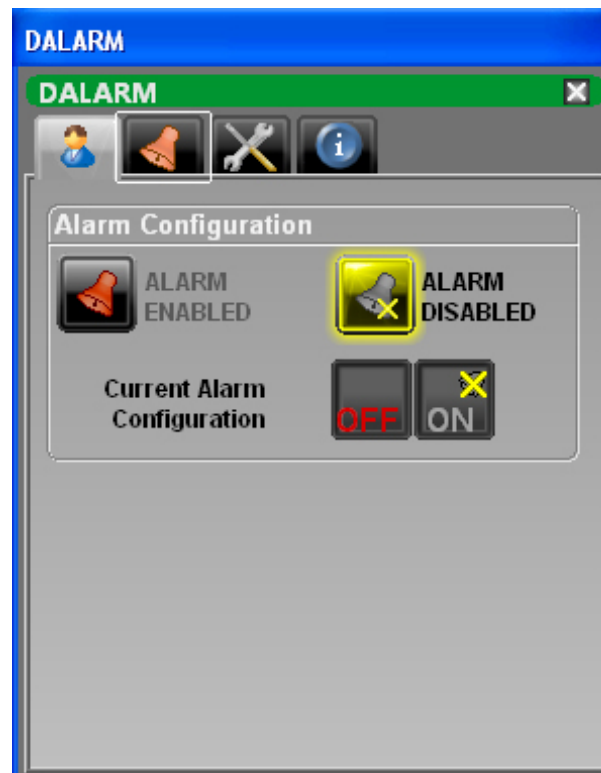 DALARM
DALARM
i
Alarm Configuration
ALARM
ENABLED
ALARM
DISABLED
Current Alarm
Configuration
OFF
ON